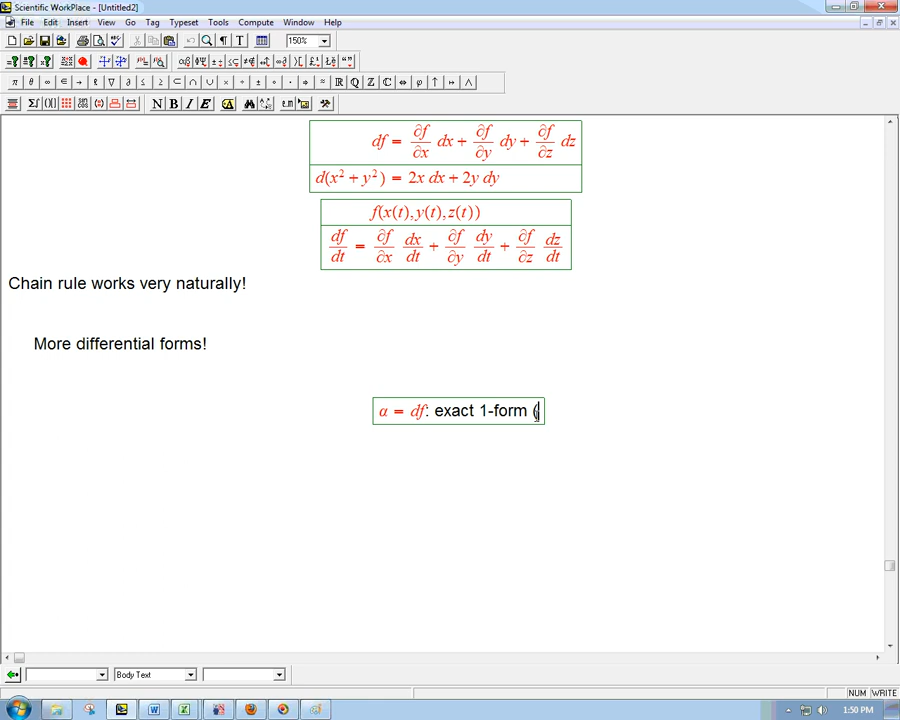 Scientific WorkPlace - [Untitled2]
File Edit Insert View Go Tag Typeset Tools Compute Window Help
150%
df = ∂f/∂x dx + ∂f/∂y dy + ∂f/∂z dz
d(x² + y²) = 2x dx + 2y dy
f(x(t), y(t), z(t))
df/dt = ∂f/∂x dx/dt + ∂f/∂y dy/dt + ∂f/∂z dz/dt
Chain rule works very naturally!
More differential forms!
α = df: exact 1-form (
Body Text
NUM WRITE
1:50 PM